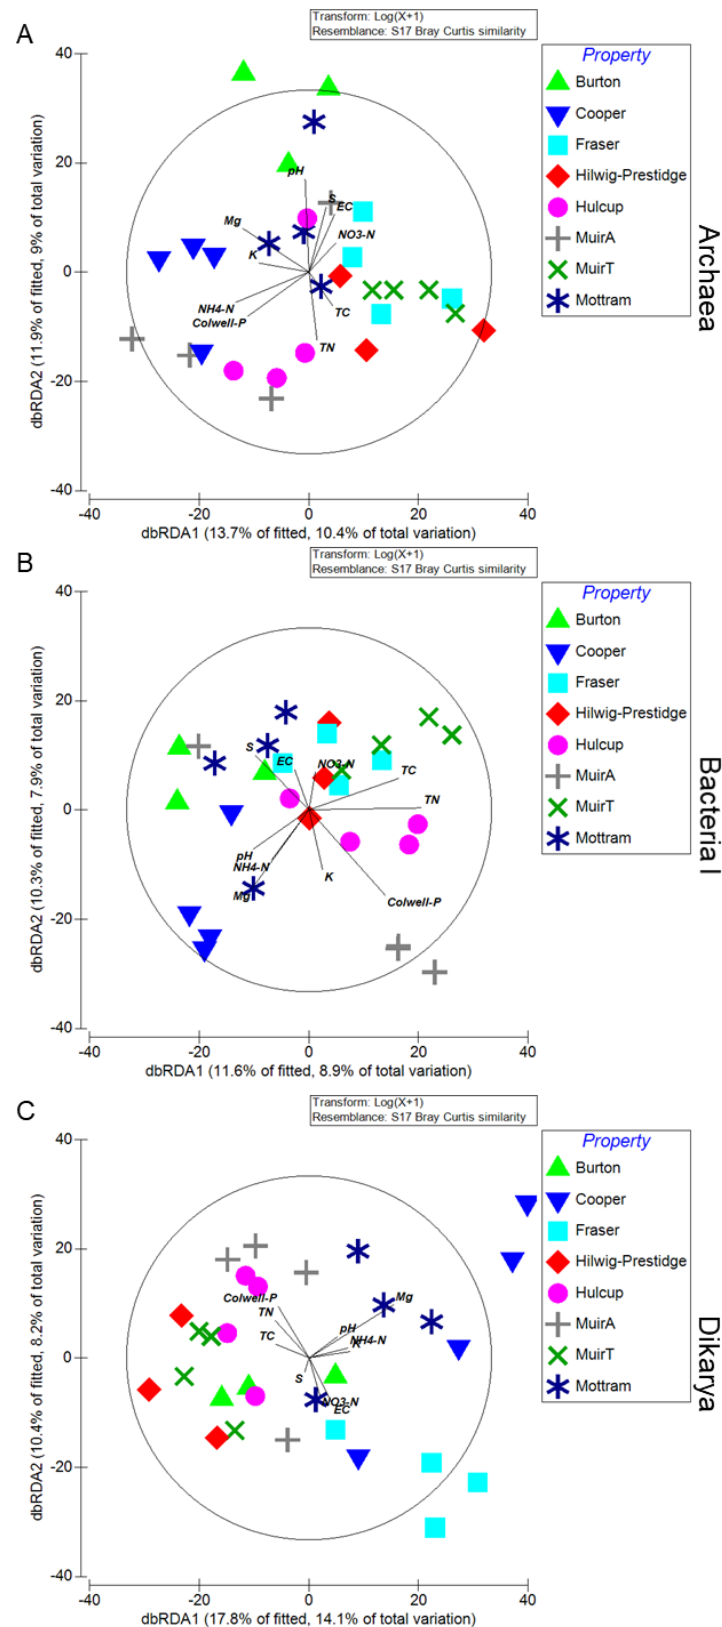 A
Transform: Log(X+1)
Resemblance: S17 Bray Curtis similarity
Property
Burton
Cooper
Fraser
Hilwig-Prestidge
Hulcup
MuirA
MuirT
Mottram
Archaea
40
20
0
-20
-40
dbRDA2 (11.9% of fitted, 9% of total variation)
pH
S
EC
Mg
NO3-N
K
NH4-N
Colwell-P
TC
TN
-40
-20
0
20
40
dbRDA1 (13.7% of fitted, 10.4% of total variation)
B
Transform: Log(X+1)
Resemblance: S17 Bray Curtis similarity
Property
Burton
Cooper
Fraser
Hilwig-Prestidge
Hulcup
MuirA
MuirT
Mottram
Bacteria I
40
20
0
-20
-40
dbRDA2 (10.3% of fitted, 7.9% of total variation)
S
EC
NO3-N
TC
TN
pH
NH4-N
K
Mg
Colwell-P
-40
-20
0
20
40
dbRDA1 (11.6% of fitted, 8.9% of total variation)
C
Transform: Log(X+1)
Resemblance: S17 Bray Curtis similarity
Property
Burton
Cooper
Fraser
Hilwig-Prestidge
Hulcup
MuirA
MuirT
Mottram
Dikarya
40
20
0
-20
-40
dbRDA2 (10.4% of fitted, 8.2% of total variation)
Colwell-P
Mg
TN
pH
TC
NH4-N
K
S
NO3-N
EC
-40
-20
0
20
40
dbRDA1 (17.8% of fitted, 14.1% of total variation)